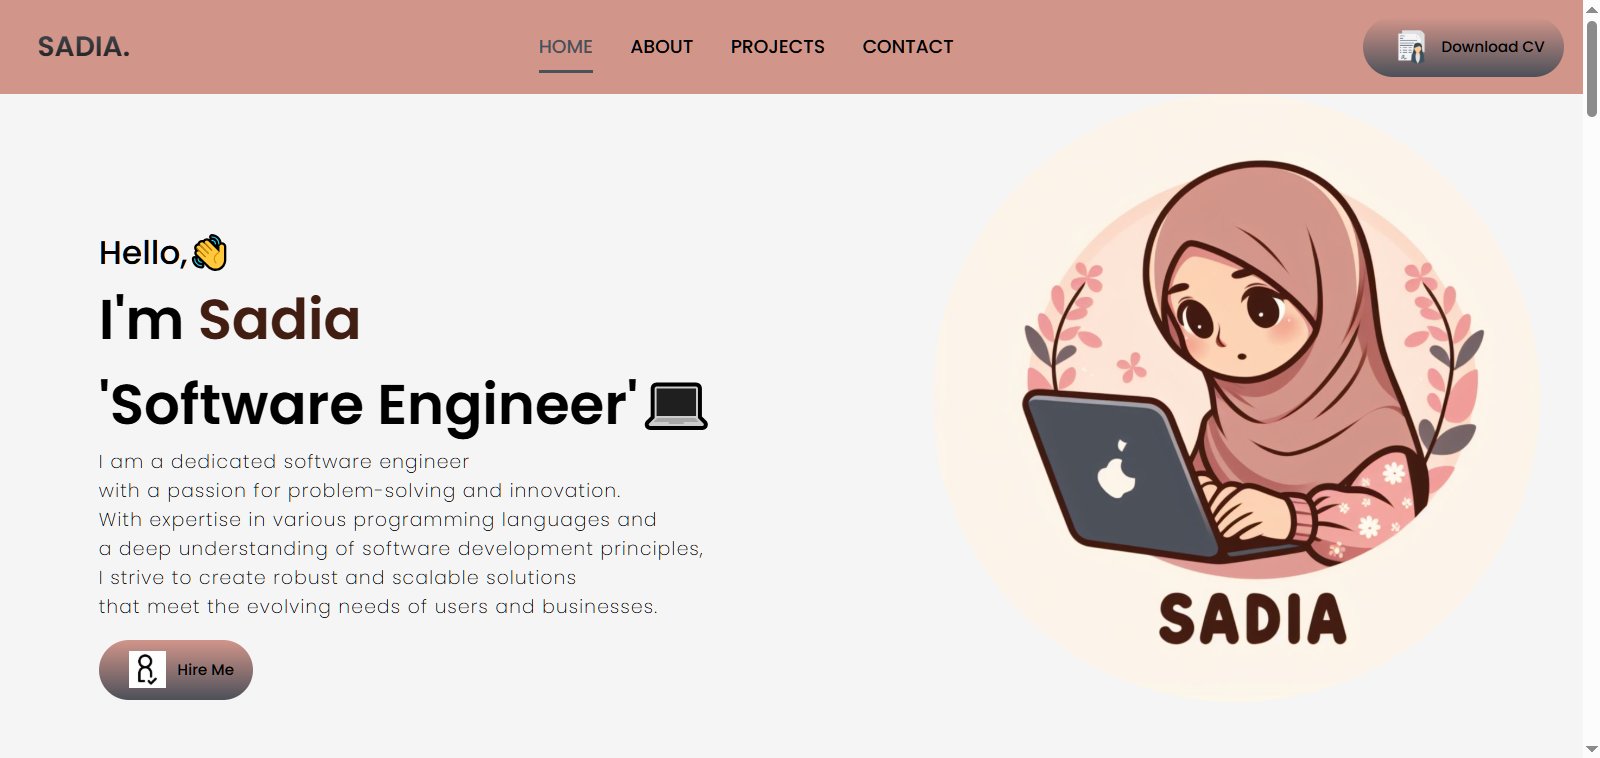 SADIA.
HOME
ABOUT
PROJECTS
CONTACT
Download CV
Hello,👋
I'm Sadia
'Software Engineer'💻
I am a dedicated software engineer
with a passion for problem-solving and innovation.
With expertise in various programming languages and
a deep understanding of software development principles,
I strive to create robust and scalable solutions
that meet the evolving needs of users and businesses.
Hire Me
SADIA